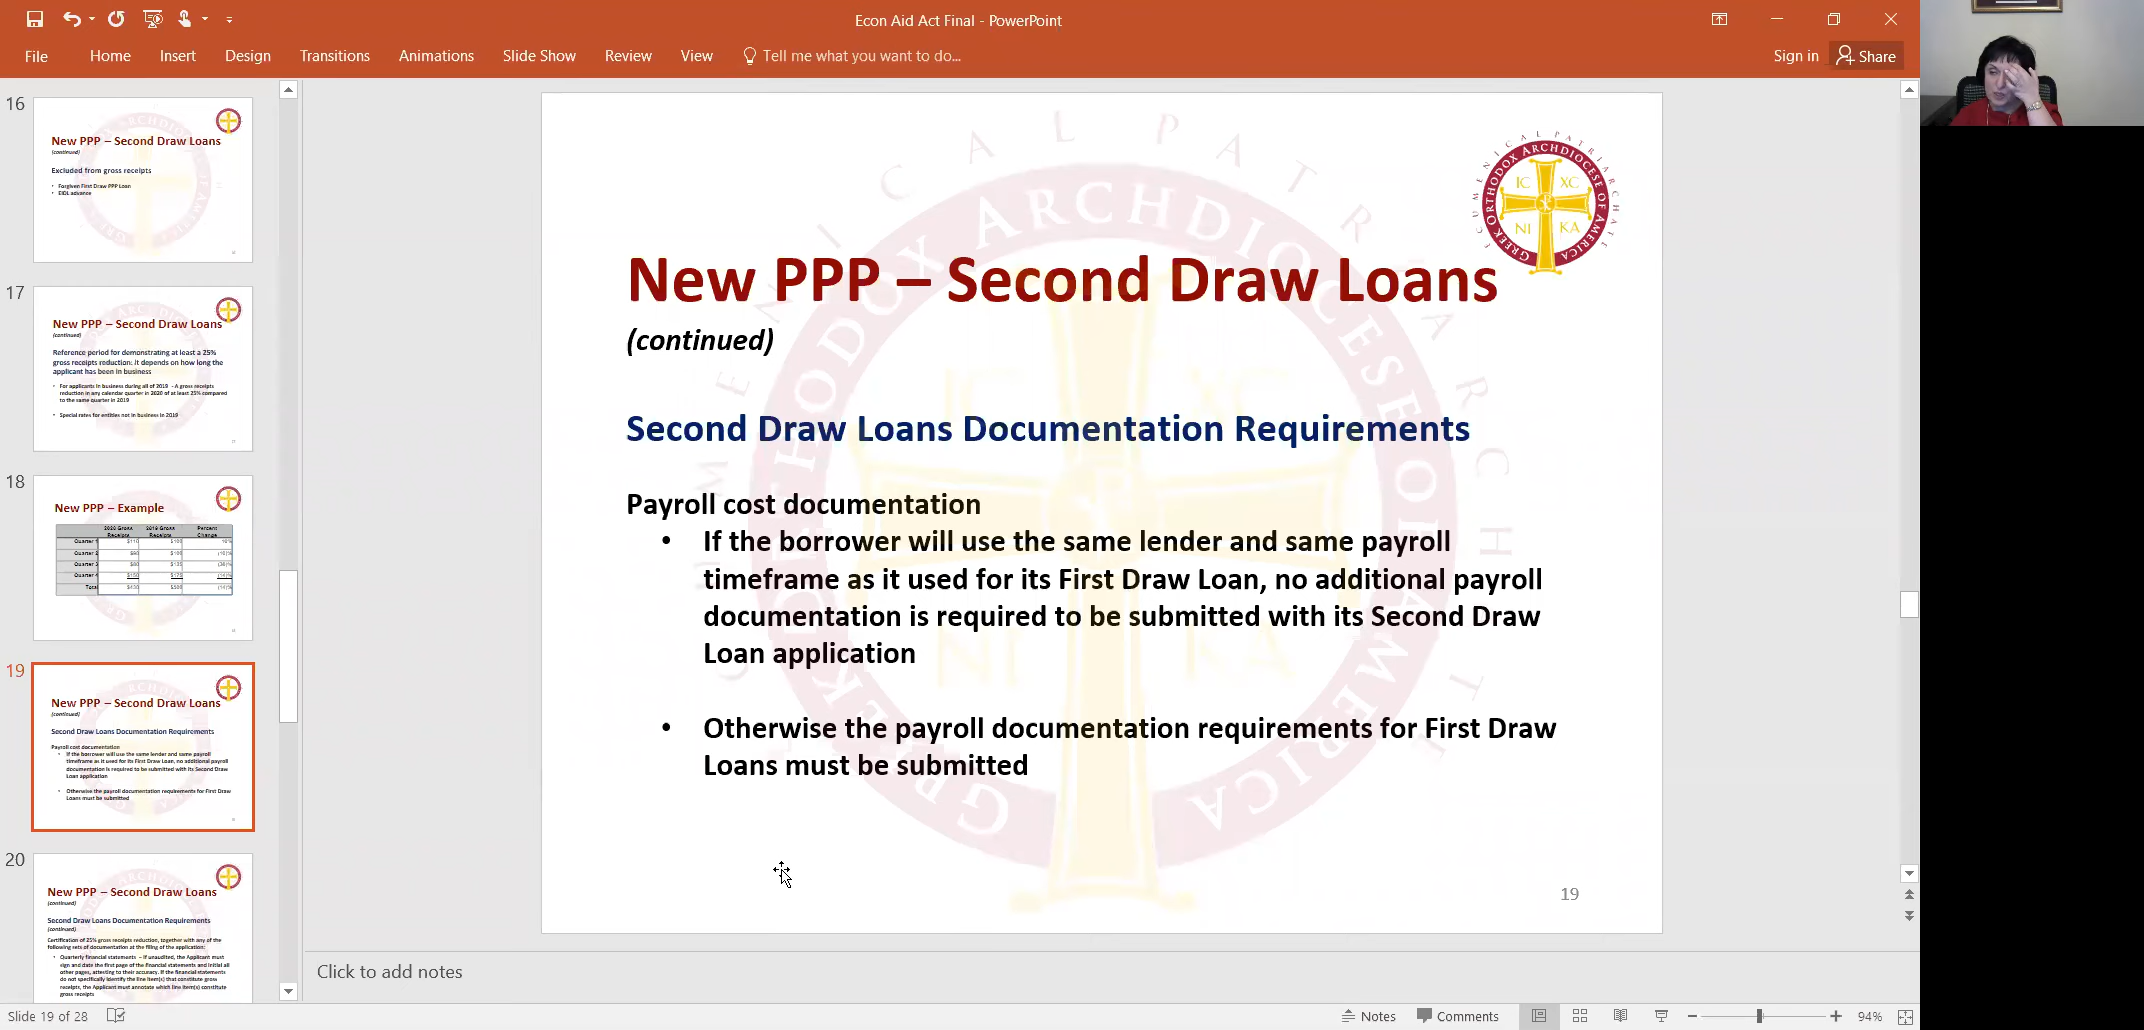 Econ Aid Act Final - PowerPoint
File Home Insert Design Transitions Animations Slide Show Review View Tell me what you want to do... Sign in Share
16
New PPP – Second Draw Loans
(continued)
Excluded from gross receipts
• Forgiven First Draw PPP Loan
• EIDL advance
17
New PPP – Second Draw Loans
(continued)
Reference period for demonstrating at least a 25%
gross receipts reduction: it depends on how long the
applicant has been in business
• For applicants in business during all of 2019 - A gross receipts
reduction in any calendar quarter in 2020 of at least 25% compared
to the same quarter in 2019
• Special rates for entities not in business in 2019
18
New PPP – Example
2020 Gross Receipts 2019 Gross Receipts Percent Change
Quarter 1
Quarter 2
Quarter 3
Quarter 4
Total
19
New PPP – Second Draw Loans
(continued)
Second Draw Loans Documentation Requirements
Payroll cost documentation
• If the borrower will use the same lender and same payroll
timeframe as it used for its First Draw Loan, no additional payroll
documentation is required to be submitted with its Second Draw
Loan application
• Otherwise the payroll documentation requirements for First Draw
Loans must be submitted
20
New PPP – Second Draw Loans
(continued)
Second Draw Loans Documentation Requirements
(continued)
Certification of 25% gross receipts reduction, together with any of the
following sets of documentation at the filing of the application:
• Quarterly financial statements – If unaudited, the Applicant must
sign and date the first page of the financial statements and initial all
other pages, attesting to their accuracy. If the financial statements
do not specifically identify the line item(s) that constitute gross
receipts, the Applicant must annotate which line item(s) constitute
gross receipts
ECUMENICAL PATRIARCHATE
GREEK ORTHODOX ARCHDIOCESE OF AMERICA
IC XC
NI KA
New PPP – Second Draw Loans
(continued)
Second Draw Loans Documentation Requirements
Payroll cost documentation
• If the borrower will use the same lender and same payroll
timeframe as it used for its First Draw Loan, no additional payroll
documentation is required to be submitted with its Second Draw
Loan application
• Otherwise the payroll documentation requirements for First Draw
Loans must be submitted
19
Click to add notes
Slide 19 of 28 Notes Comments 94%